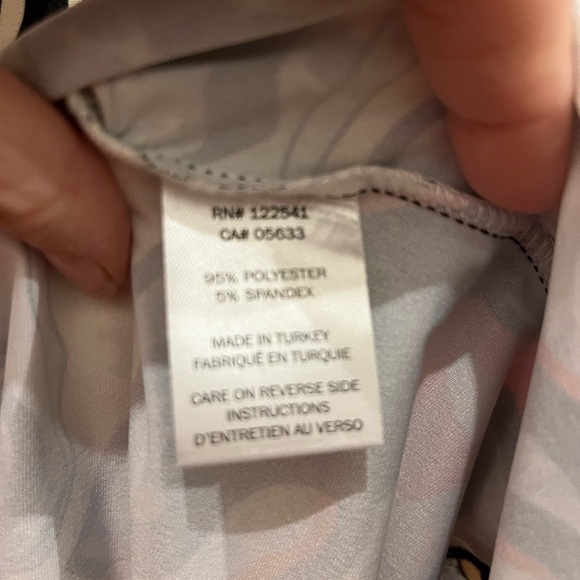 RN# 122541
CA# 05633
95% POLYESTER
5% SPANDEX
MADE IN TURKEY
FABRIQUÉ EN TURQUIE
CARE ON REVERSE SIDE
INSTRUCTIONS
D'ENTRETIEN AU VERSO